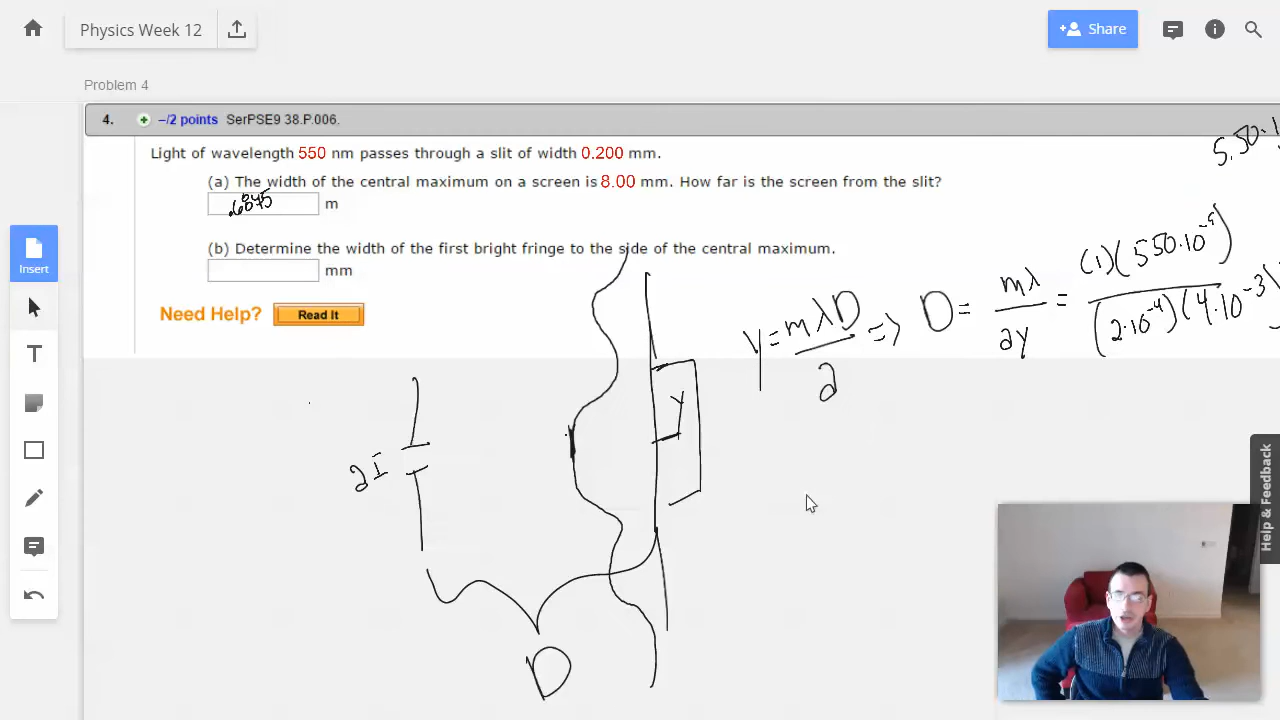 Physics Week 12
Share
Problem 4
4. –/2 points SerPSE9 38.P.006.
Light of wavelength 550 nm passes through a slit of width 0.200 mm.
(a) The width of the central maximum on a screen is 8.00 mm. How far is the screen from the slit?
m
(b) Determine the width of the first bright fringe to the side of the central maximum.
mm
Need Help? Read It
Insert
T
5.50·1
y = mλD / a => D = mλ / ay = (1)(550·10⁻⁹) / (2·10⁻⁴)(4·10⁻³)
y
D
Help & Feedback